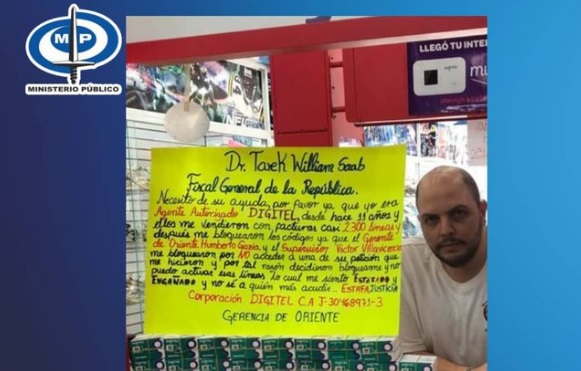 MP
MINISTERIO PÚBLICO
LLEGÓ TU INTER
Dr. Tarek William Saab
Fiscal General de la República.
Necesito de su ayuda, por favor ya que yo era
Agente Autorizado DIGITEL, desde hace 11 años y
ellos me vendieron con facturas casi 2.300 lineas y
después me bloquearon los códigos ya que el Gerente
de Oriente Humberto Gama, y el Supervisor Victor Villavicencio
me bloquearon por NO acceder a una de su petición que
me hicieron y por tal razón decidieron bloquearme y no
puedo activar esas lineas, lo cual me siento ESTAFADO y
ENGAÑADO y no sé a quién más acudir. ESTAFA JUSTICIA
Corporación DIGITEL C.A J-30468971-3
GERENCIA DE ORIENTE